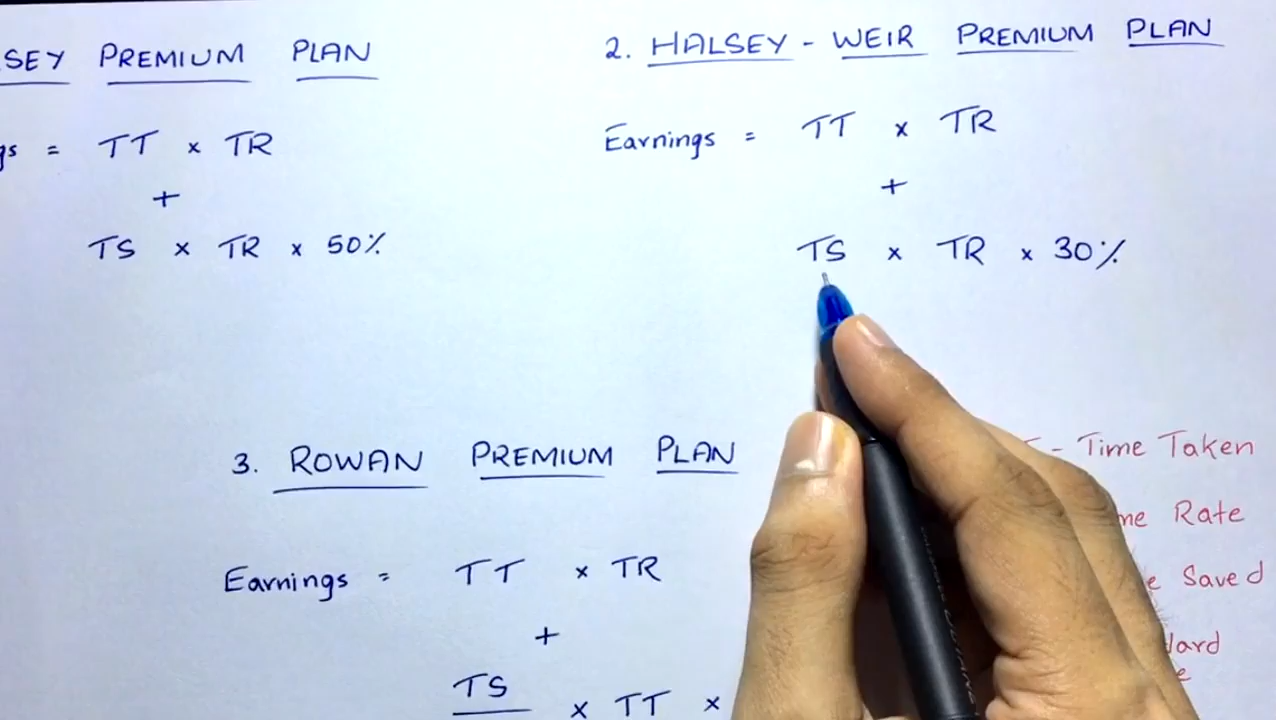 SEY PREMIUM PLAN
gs = TT × TR
+
TS × TR × 50%
2. HALSEY - WEIR PREMIUM PLAN
Earnings = TT × TR
+
TS × TR × 30%
3. ROWAN PREMIUM PLAN
Earnings = TT × TR
+
TS
× TT ×
- Time Taken
me Rate
e Saved
dard
e